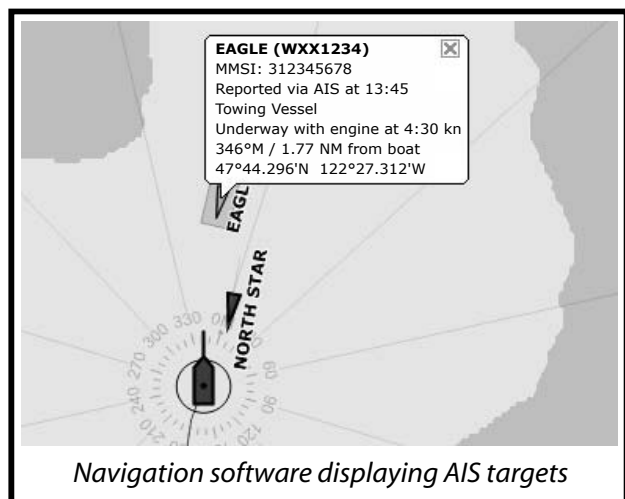 EAGLE (WXX1234)
MMSI: 312345678
Reported via AIS at 13:45
Towing Vessel
Underway with engine at 4:30 kn
346°M / 1.77 NM from boat
47°44.296'N 122°27.312'W
EAGLE
NORTH STAR
330
300
270
240
210
60
90
120
Navigation software displaying AIS targets